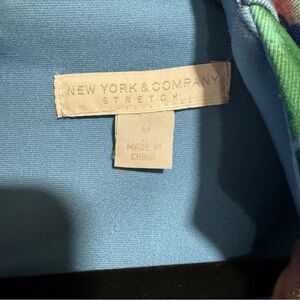 NEW YORK & COMPANY
STRETCH
MADE IN
CHINA